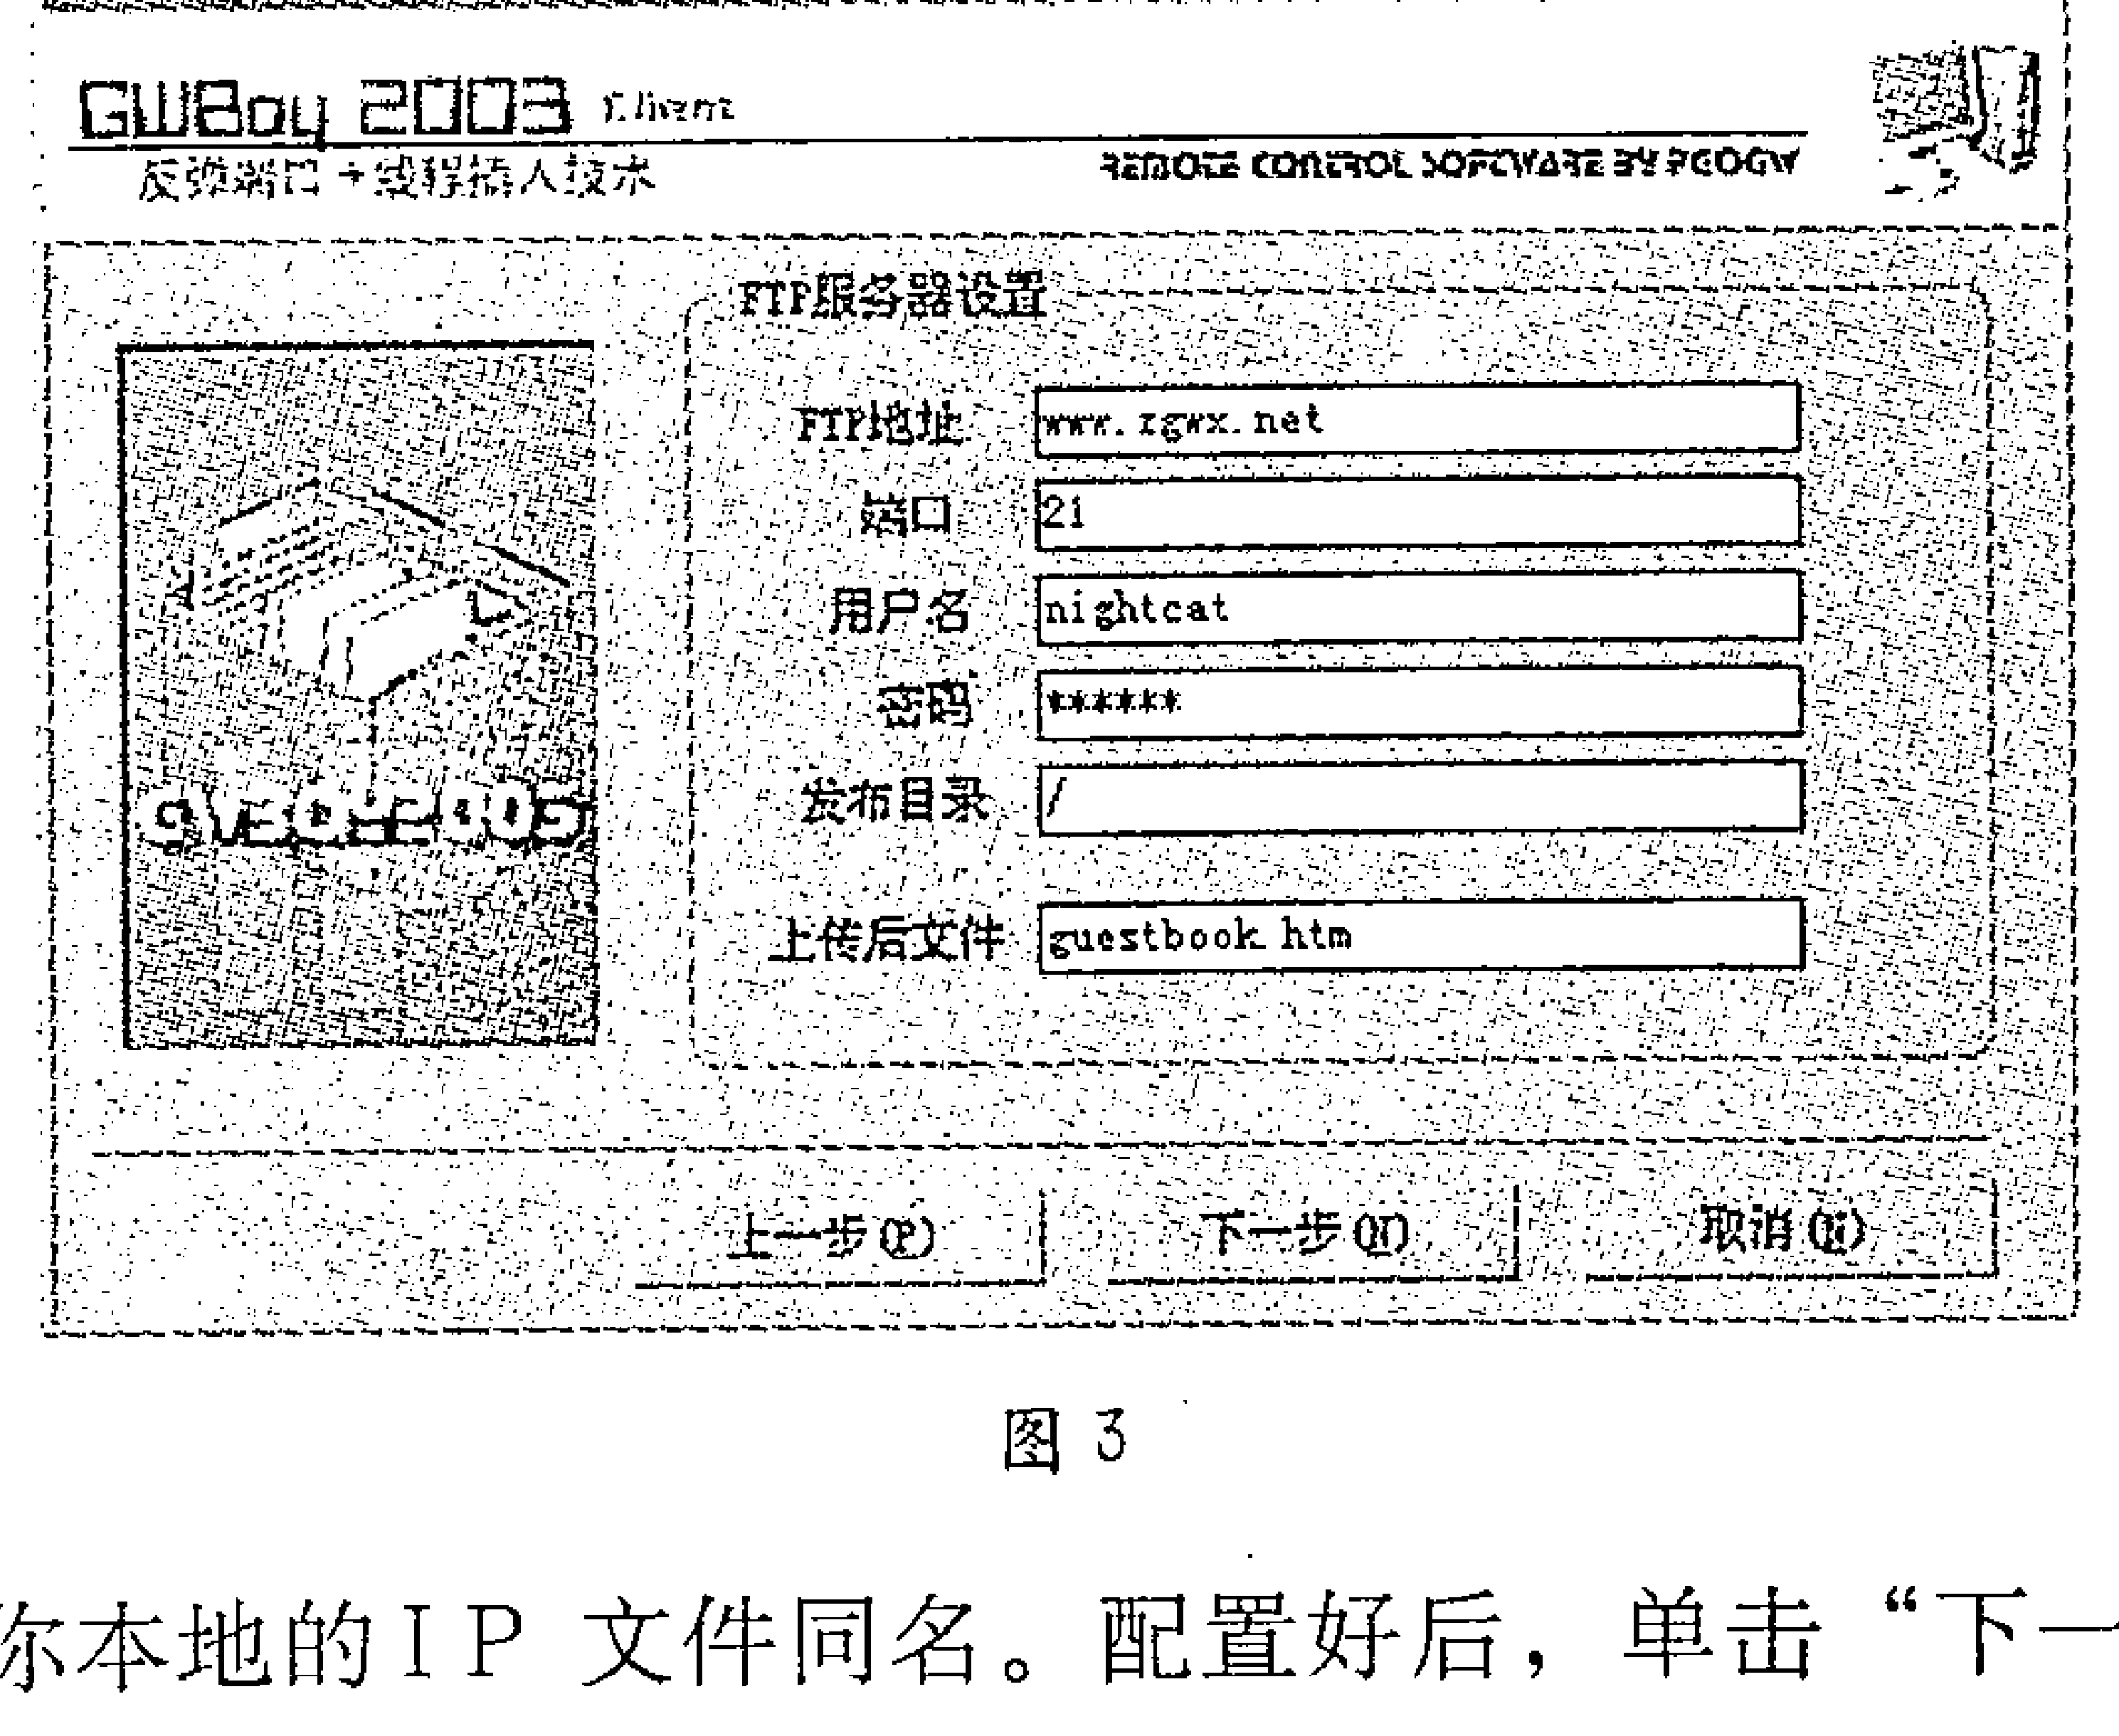 GWBoy 2003 Client
反弹端口+线程插入技术
REMOTE CONTROL SOFTWARE BY PCOGW
FTP服务器设置
FTP地址 www.zgwx.net
端口 21
用户名 nightcat
密码 ******
发布目录 /
上传后文件 guestbook.htm
上一步(P) 下一步(N) 取消
图 3
你本地的IP 文件同名。配置好后，单击“下一